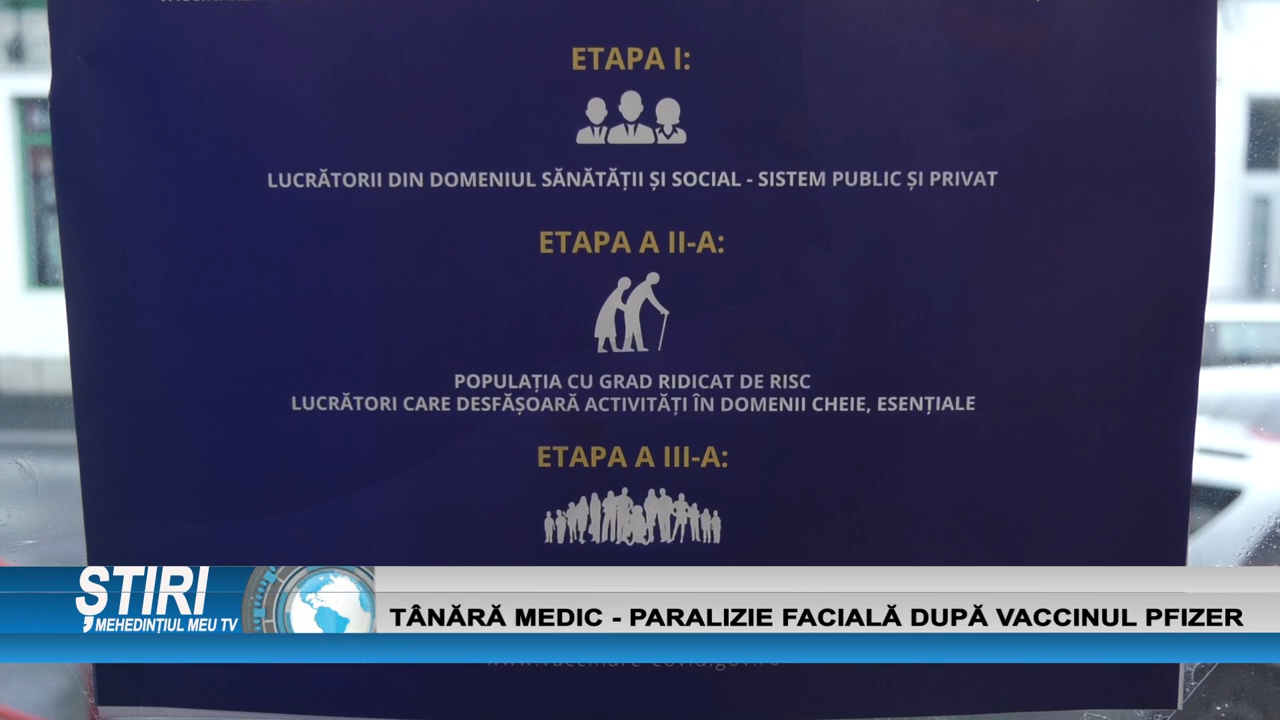 ETAPA I:
LUCRĂTORII DIN DOMENIUL SĂNĂTĂȚII ȘI SOCIAL - SISTEM PUBLIC ȘI PRIVAT
ETAPA A II-A:
POPULAȚIA CU GRAD RIDICAT DE RISC
LUCRĂTORI CARE DESFĂȘOARĂ ACTIVITĂȚI ÎN DOMENII CHEIE, ESENȚIALE
ETAPA A III-A:
ȘTIRI
MEHEDINȚIUL MEU TV
TÂNĂRĂ MEDIC - PARALIZIE FACIALĂ DUPĂ VACCINUL PFIZER